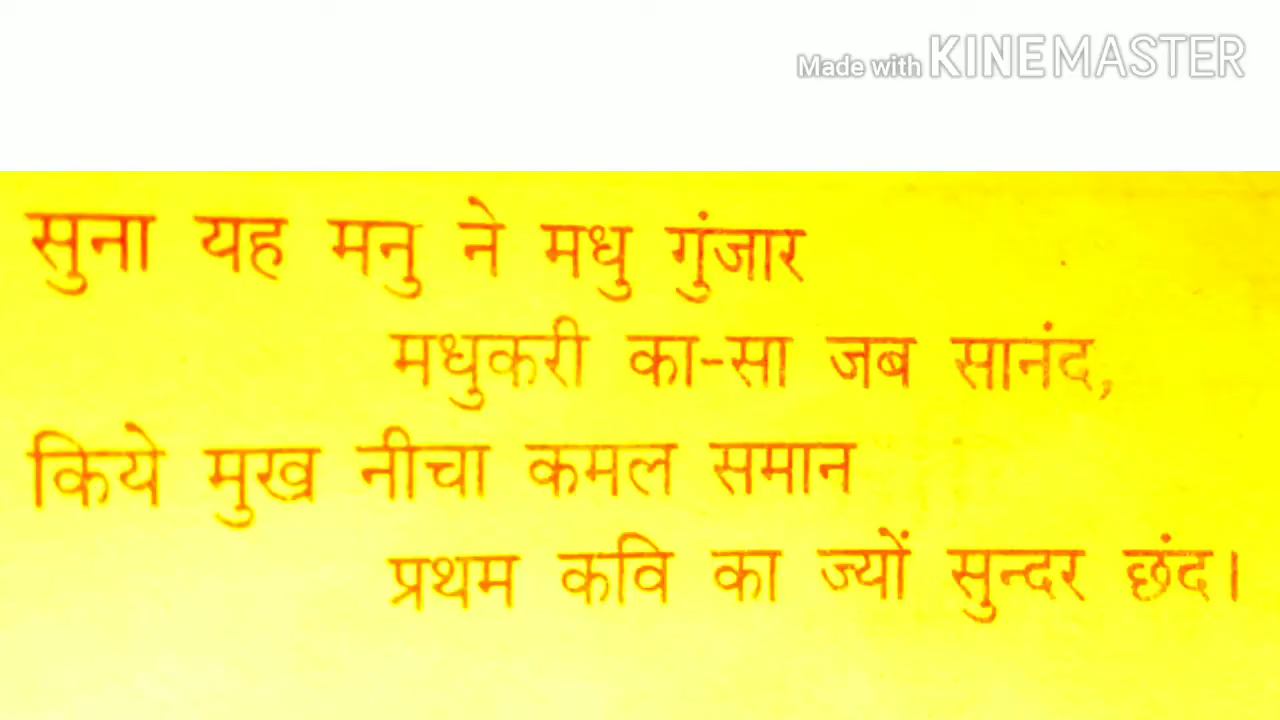 Made with KINEMASTER
सुना यह मनु ने मधु गुंजार
मधुकरी का-सा जब सानंद,
किये मुख नीचा कमल समान
प्रथम कवि का ज्यों सुन्दर छंद।